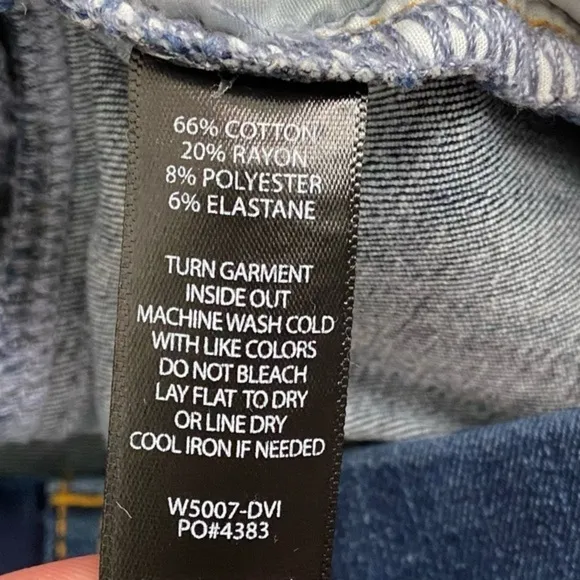 66% COTTON
20% RAYON
8% POLYESTER
6% ELASTANE
TURN GARMENT
INSIDE OUT
MACHINE WASH COLD
WITH LIKE COLORS
DO NOT BLEACH
LAY FLAT TO DRY
OR LINE DRY
COOL IRON IF NEEDED
W5007-DVI
PO#4383